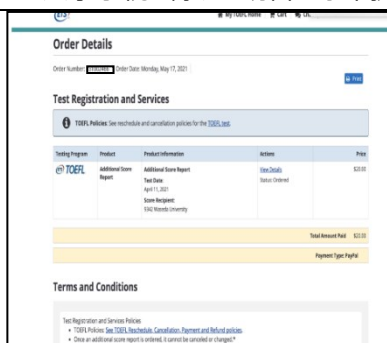 ETS
My TOEFL Home Cart
Order Details
Order Number: Order Date: Monday, May 17, 2021
Print
Test Registration and Services
TOEFL Policies: See reschedule and cancellation policies for the TOEFL test.
Testing Program Product Product Information Actions Price
TOEFL Additional Score Report Additional Score Report View Details $20.00
Test Date: Status: Ordered
April 11, 2021
Score Recipient:
Total Amount Paid $20.00
Payment Type: PayPal
Terms and Conditions
Test Registration and Services Policies
• TOEFL Policies: See TOEFL Reschedule, Cancellation, Payment and Refund policies.
• Once an additional score report is ordered, it cannot be canceled or changed.*